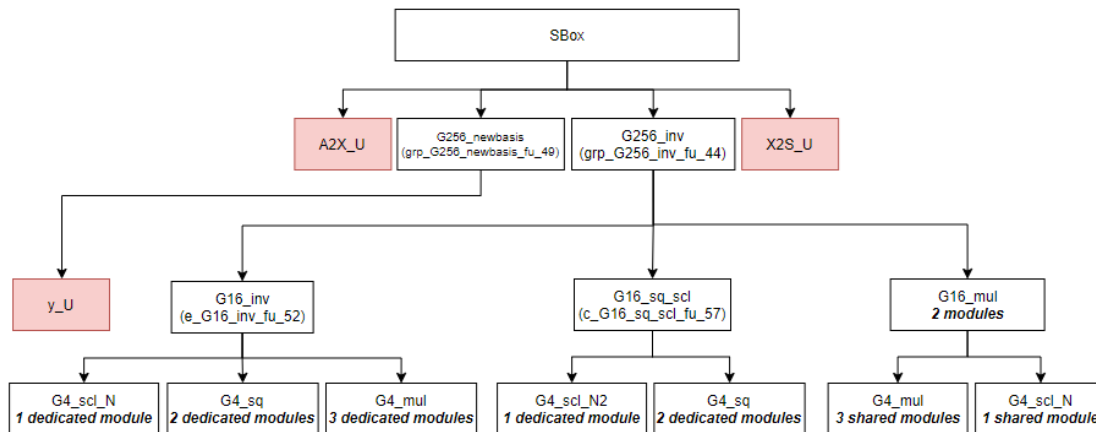 SBox
A2X_U
G256_newbasis
(grp_G256_newbasis_fu_49)
G256_inv
(grp_G256_inv_fu_44)
X2S_U
y_U
G16_inv
(e_G16_inv_fu_52)
G16_sq_scl
(c_G16_sq_scl_fu_57)
G16_mul
2 modules
G4_scl_N
1 dedicated module
G4_sq
2 dedicated modules
G4_mul
3 dedicated modules
G4_scl_N2
1 dedicated module
G4_sq
2 dedicated modules
G4_mul
3 shared modules
G4_scl_N
1 shared module